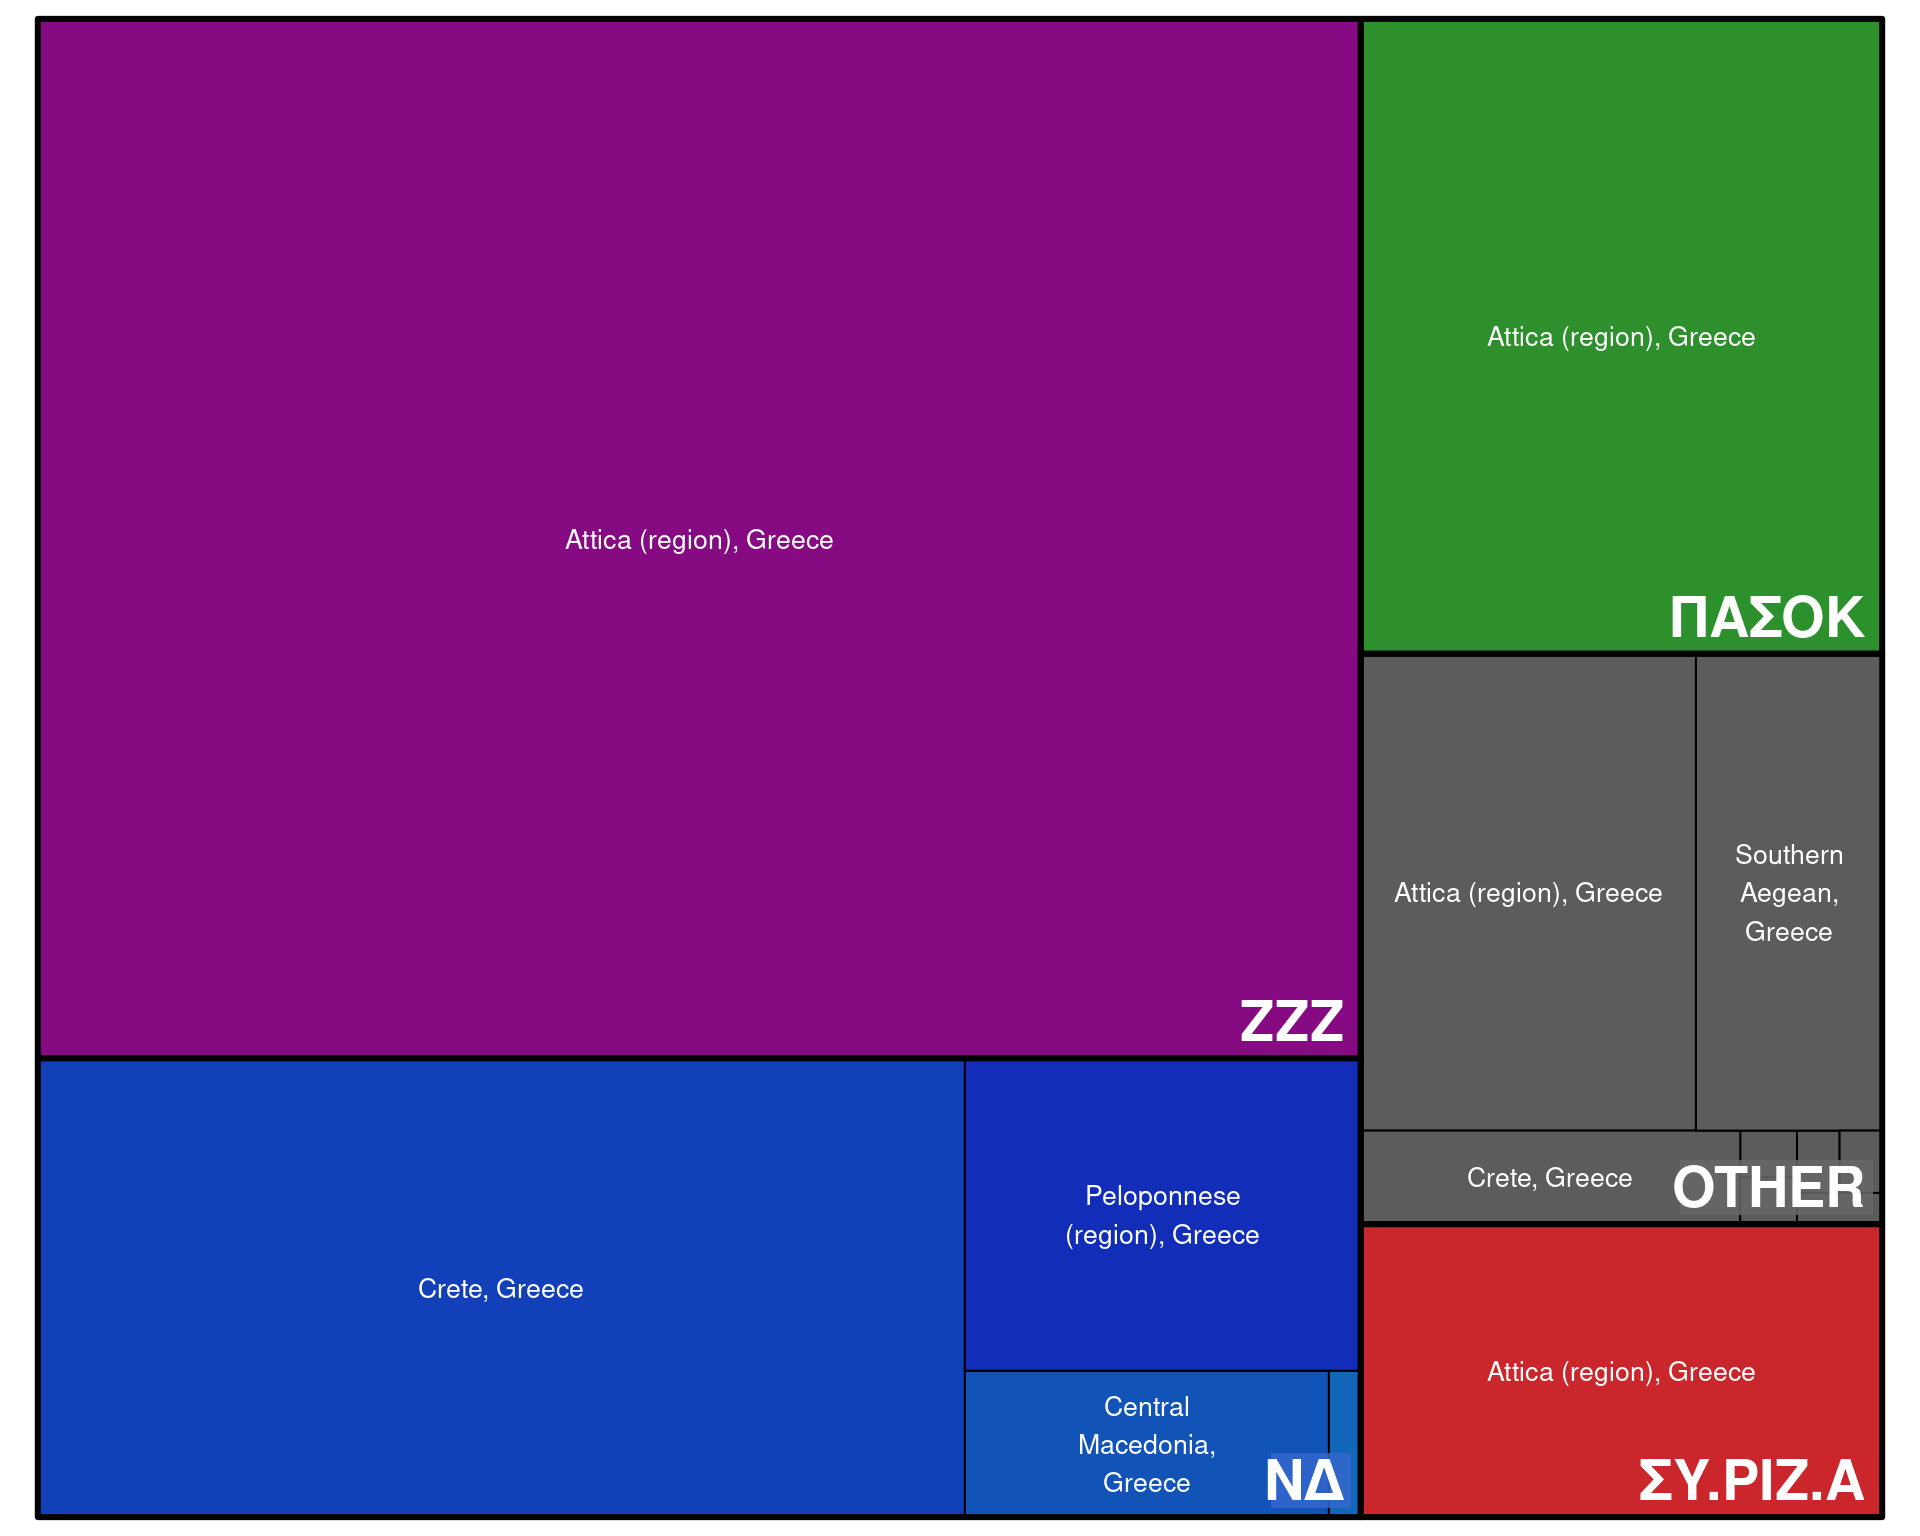 Attica (region), Greece
ZZZ
Attica (region), Greece
ΠΑΣΟΚ
Attica (region), Greece
Southern
Aegean,
Greece
Crete, Greece
OTHER
Crete, Greece
Peloponnese
(region), Greece
Central
Macedonia,
Greece
ΝΔ
Attica (region), Greece
ΣΥ.ΡΙΖ.Α